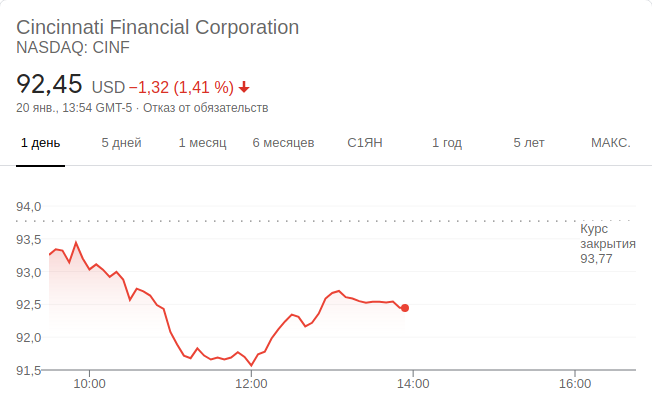 Cincinnati Financial Corporation
NASDAQ: CINF
92,45 USD −1,32 (1,41 %)
20 янв., 13:54 GMT-5 · Отказ от обязательств
1 день 5 дней 1 месяц 6 месяцев С1ЯН 1 год 5 лет МАКС.
94,0
93,5
93,0
92,5
92,0
91,5
Курс
закрытия
93,77
10:00 12:00 14:00 16:00